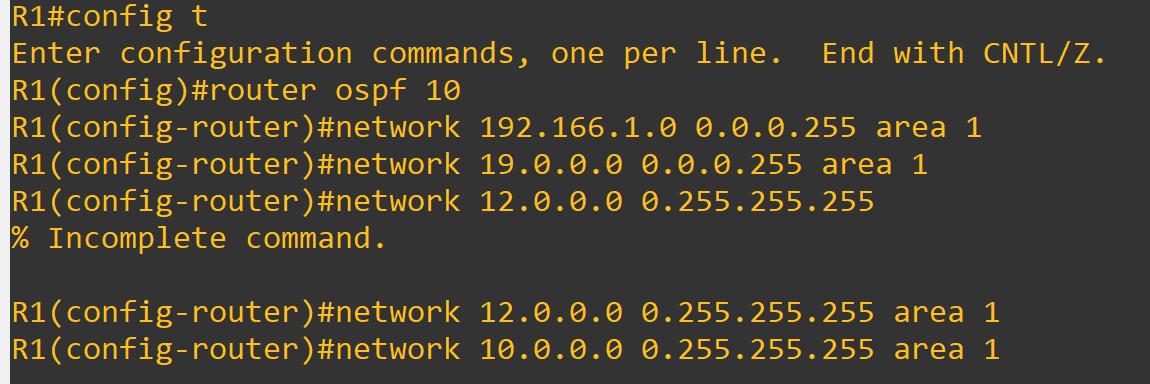 R1#config t
Enter configuration commands, one per line.  End with CNTL/Z.
R1(config)#router ospf 10
R1(config-router)#network 192.166.1.0 0.0.0.255 area 1
R1(config-router)#network 19.0.0.0 0.0.0.255 area 1
R1(config-router)#network 12.0.0.0 0.255.255.255
% Incomplete command.
R1(config-router)#network 12.0.0.0 0.255.255.255 area 1
R1(config-router)#network 10.0.0.0 0.255.255.255 area 1